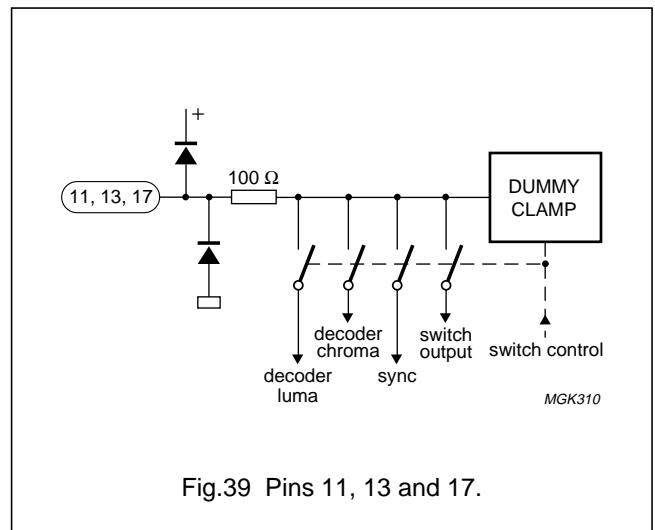 +
100 Ω
11, 13, 17
DUMMY
CLAMP
decoder
luma
decoder
chroma
sync
switch
output
switch control
MGK310
Fig.39 Pins 11, 13 and 17.